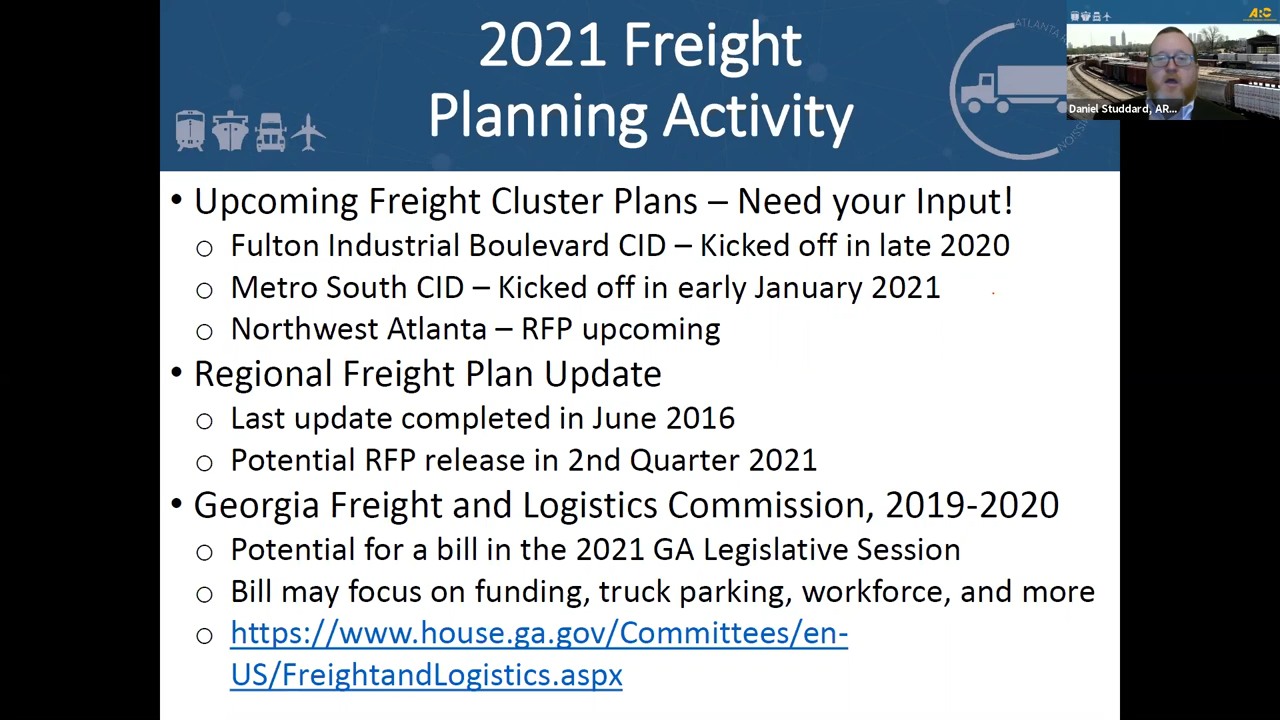 2021 Freight
Planning Activity
ATLANTA R
NOISSION
ARC
Daniel Studdard, AR...
• Upcoming Freight Cluster Plans – Need your Input!
o Fulton Industrial Boulevard CID – Kicked off in late 2020
o Metro South CID – Kicked off in early January 2021
o Northwest Atlanta – RFP upcoming
• Regional Freight Plan Update
o Last update completed in June 2016
o Potential RFP release in 2nd Quarter 2021
• Georgia Freight and Logistics Commission, 2019-2020
o Potential for a bill in the 2021 GA Legislative Session
o Bill may focus on funding, truck parking, workforce, and more
o https://www.house.ga.gov/Committees/en-
US/FreightandLogistics.aspx